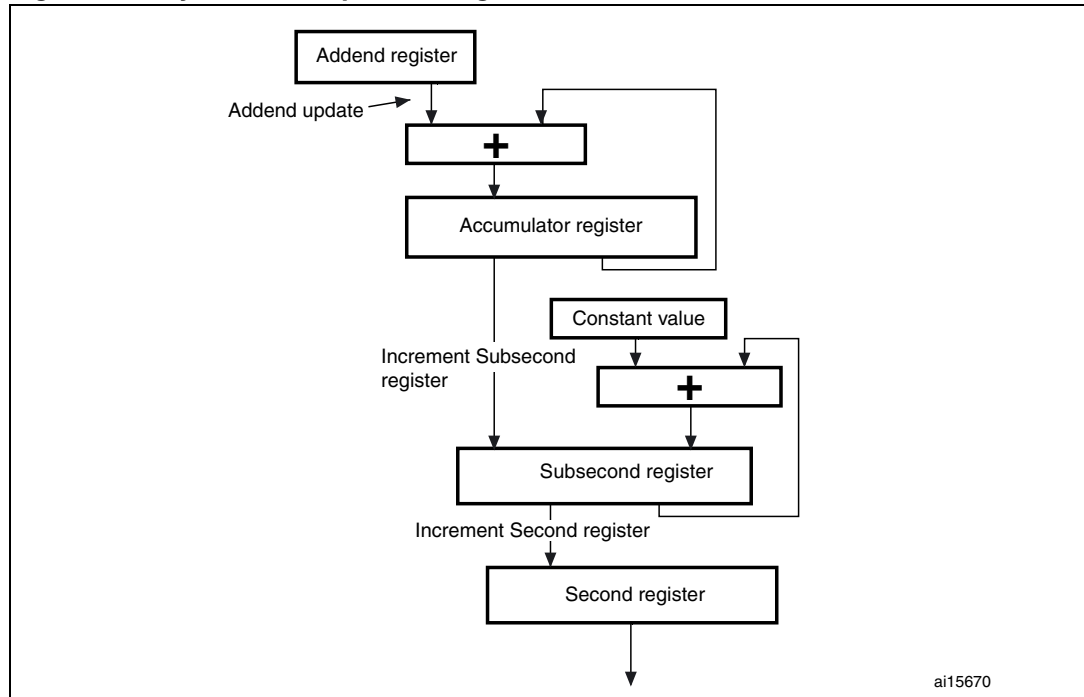 Addend register
Addend update
+
Accumulator register
Constant value
Increment Subsecond
register
+
Subsecond register
Increment Second register
Second register
ai15670